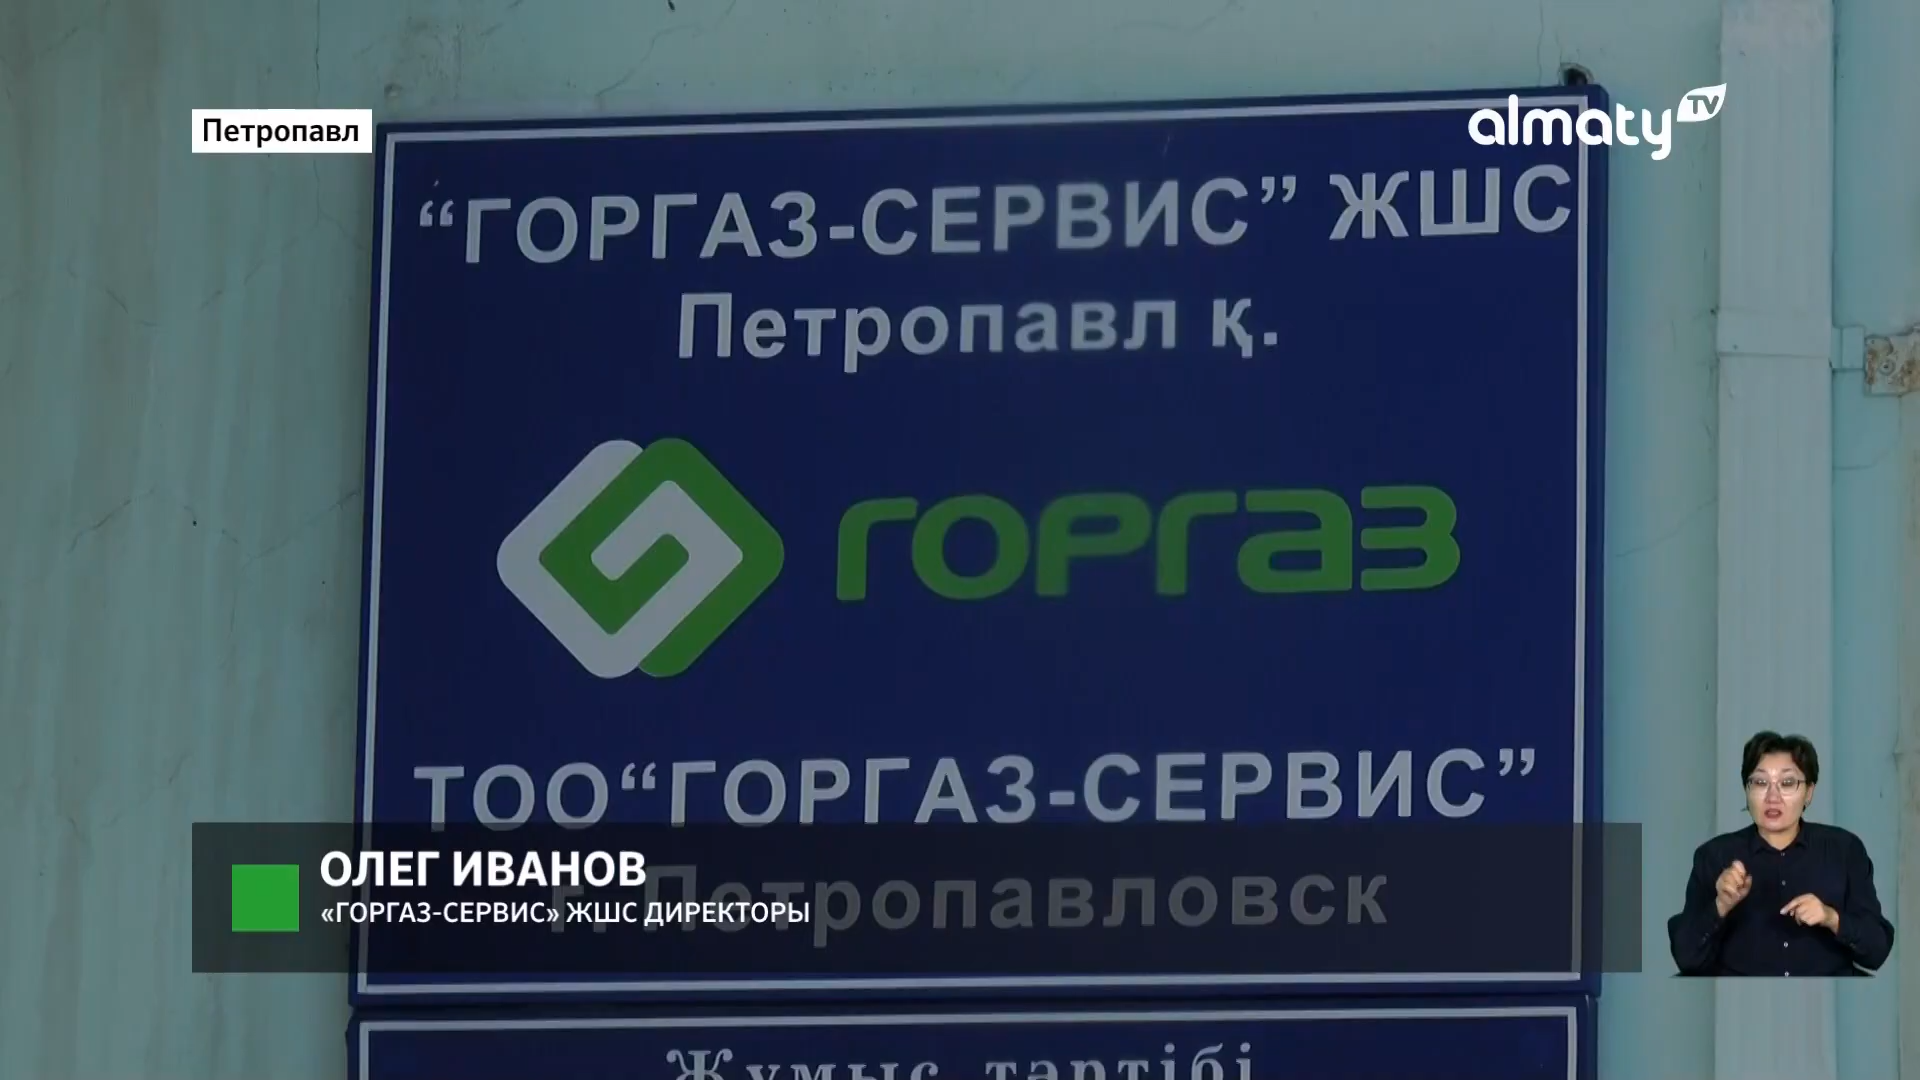 Петропавл
almaty TV
“ГОРГАЗ-СЕРВИС” ЖШС
Петропавл қ.
горгаз
ТОО“ГОРГАЗ-СЕРВИС”
г. Петропавловск
ОЛЕГ ИВАНОВ
«ГОРГАЗ-СЕРВИС» ЖШС ДИРЕКТОРЫ
Жұмыс тәртібі